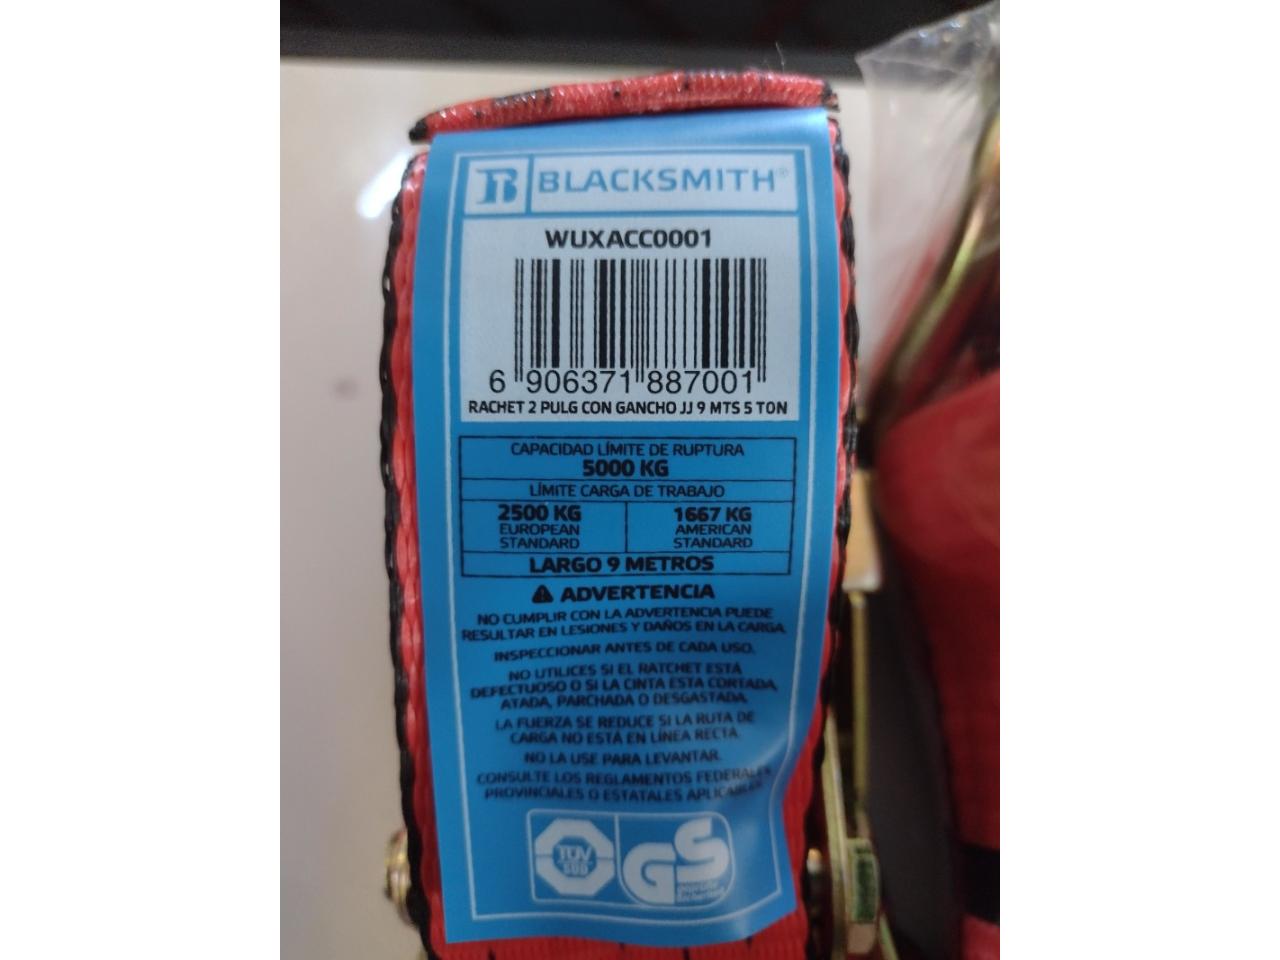 B BLACKSMITH®
WUXACC0001
6 906371 887001
RACHET 2 PULG CON GANCHO JJ 9 MTS 5 TON
CAPACIDAD LÍMITE DE RUPTURA
5000 KG
LÍMITE CARGA DE TRABAJO
2500 KG 1667 KG
EUROPEAN AMERICAN
STANDARD STANDARD
LARGO 9 METROS
ADVERTENCIA
NO CUMPLIR CON LA ADVERTENCIA PUEDE
RESULTAR EN LESIONES Y DAÑOS EN LA CARGA.
INSPECCIONAR ANTES DE CADA USO.
NO UTILICES SI EL RATCHET ESTÁ
DEFECTUOSO O SI LA CINTA ESTA CORTADA,
ATADA, PARCHADA O DESGASTADA.
LA FUERZA SE REDUCE SI LA RUTA DE
CARGA NO ESTÁ EN LÍNEA RECTA.
NO LA USE PARA LEVANTAR.
CONSULTE LOS REGLAMENTOS FEDERALES
PROVINCIALES O ESTATALES APLICABLES.
TÜV
SÜD
GS